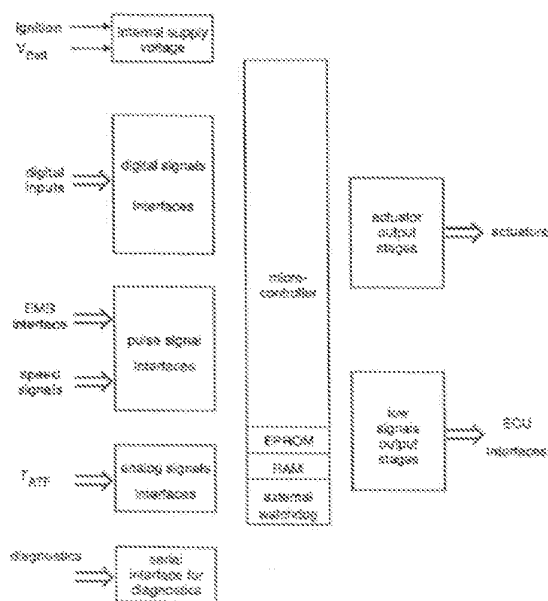 Ignition
V Batt
internal supply
voltage
digital
inputs
digital signals
interfaces
EMS
interface
speed
signals
pulse signal
interfaces
T ATF
analog signals
interfaces
diagnostics
serial
interface for
diagnostics
micro-
controller
EPROM
RAM
external
watchdog
actuator
output
stages
actuators
low
signals
output
stages
ECU
interfaces